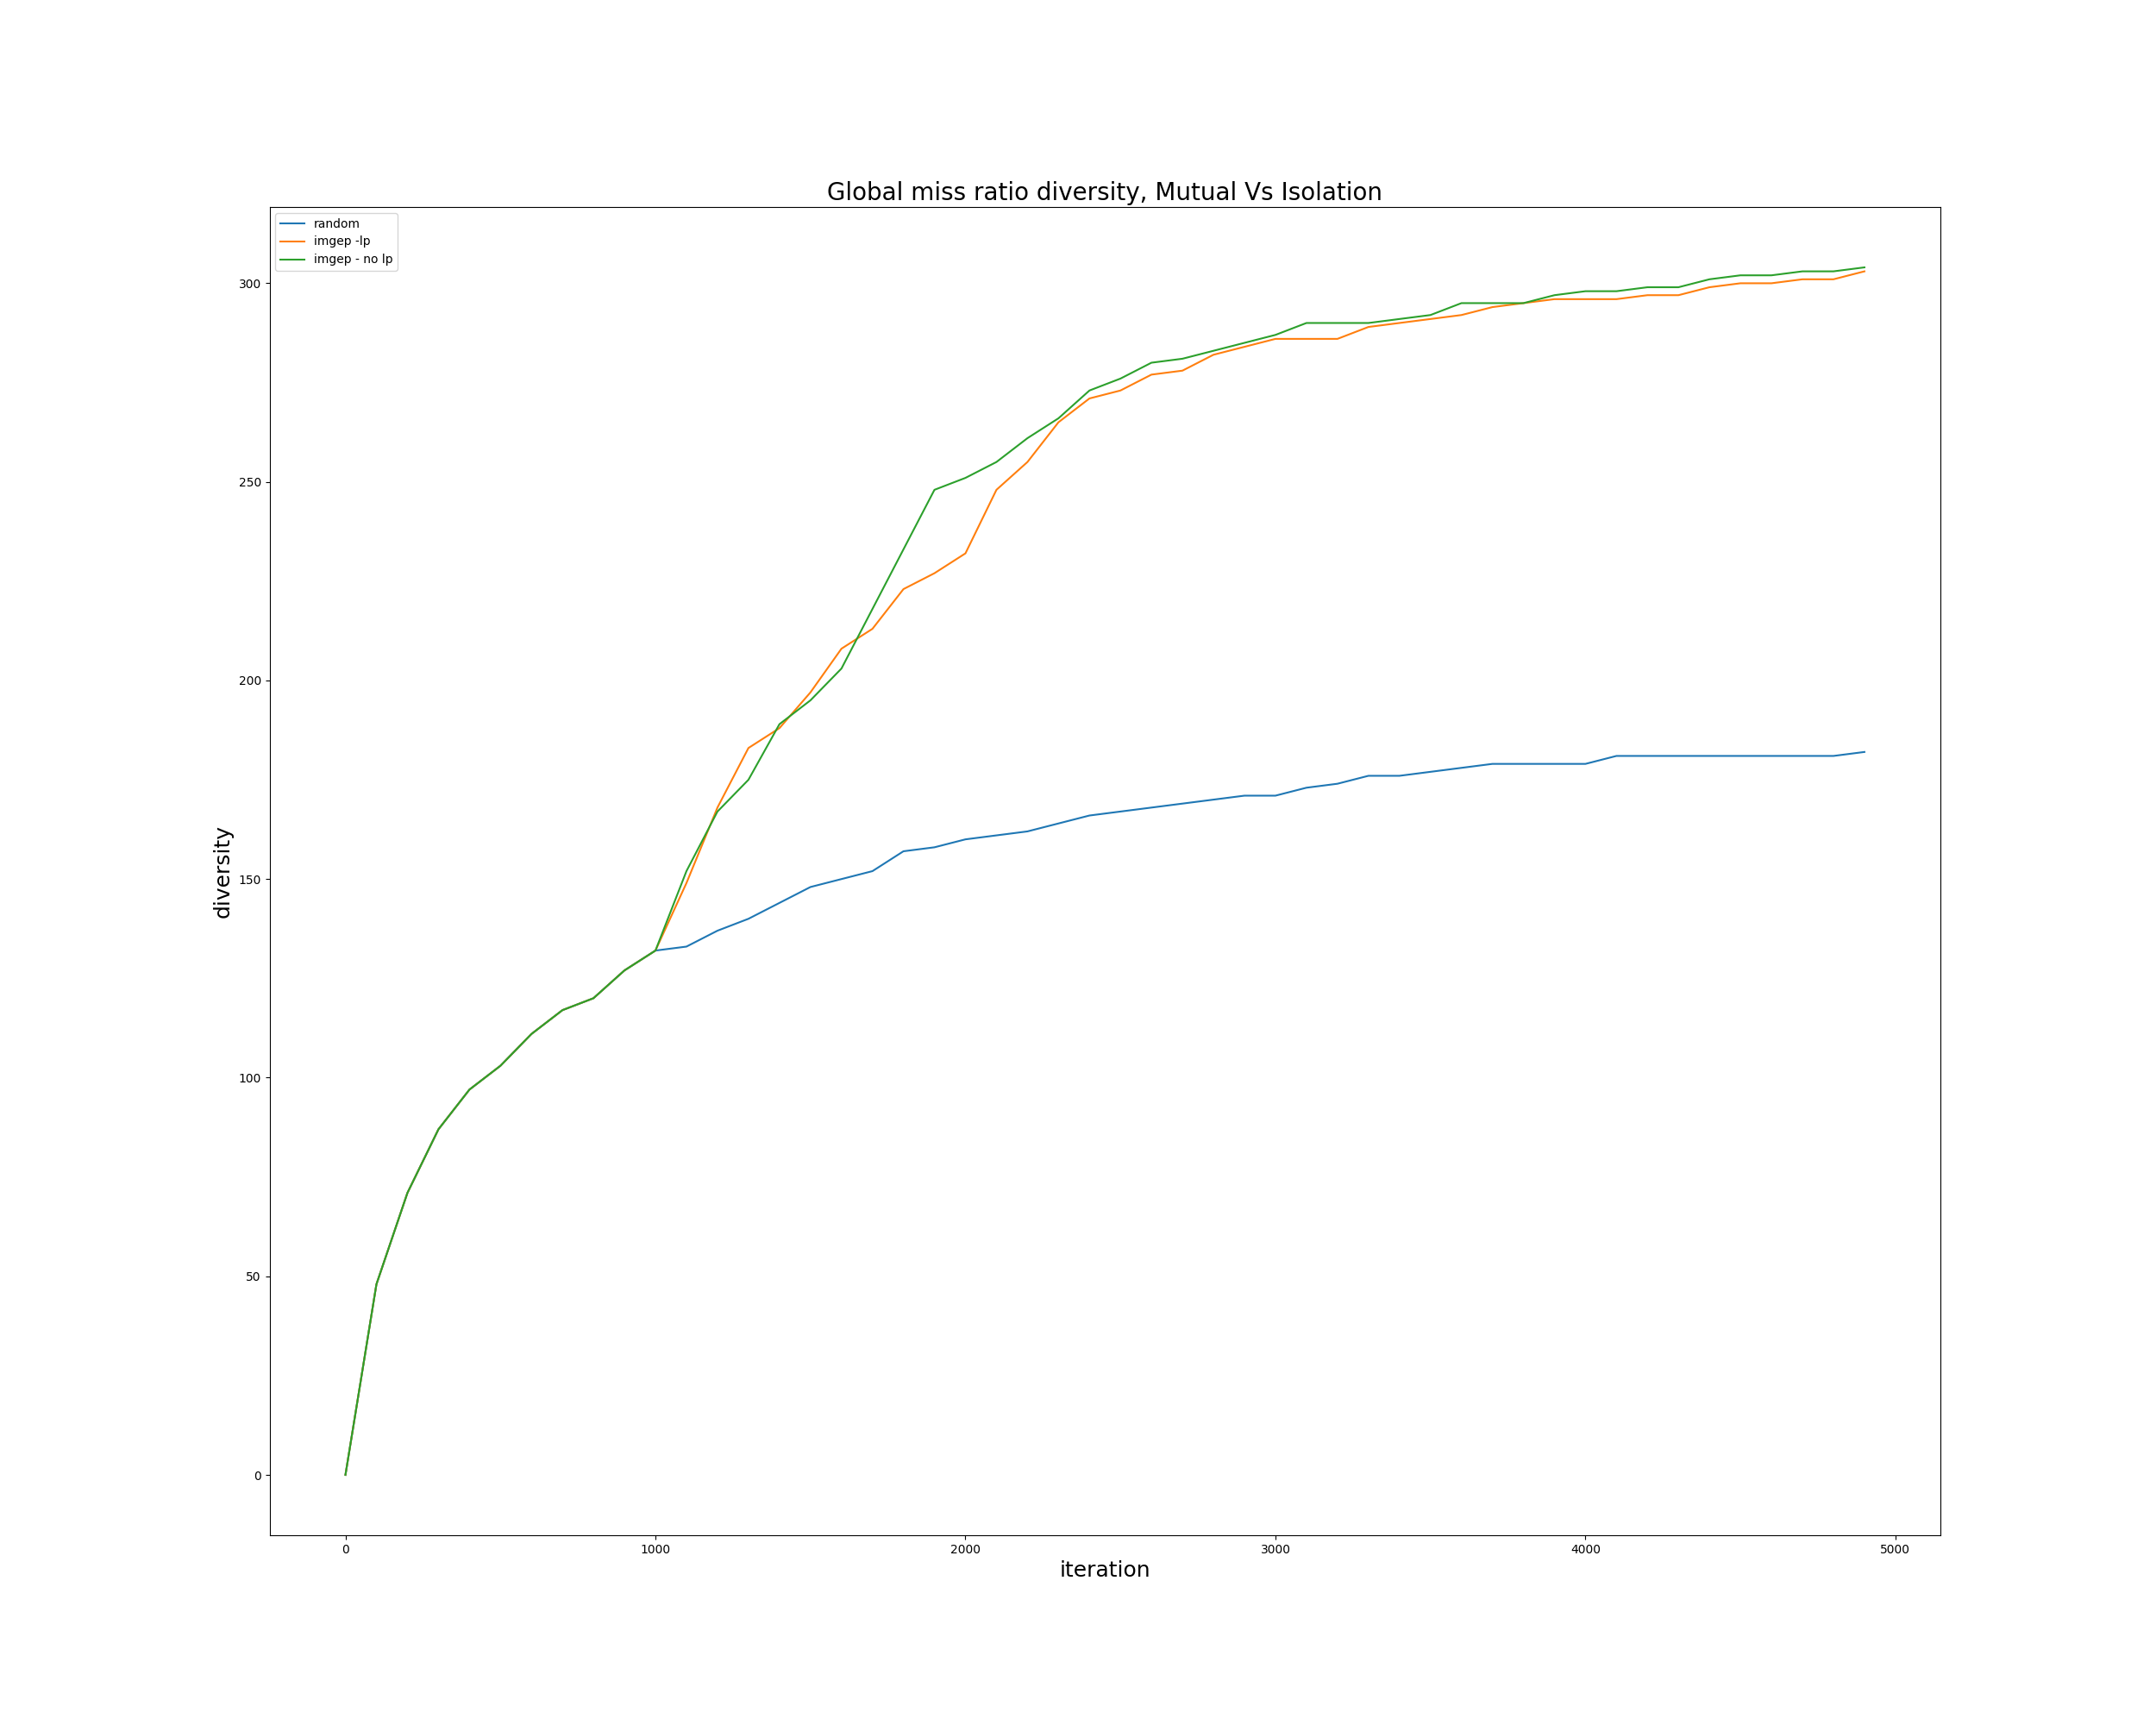 Global miss ratio diversity, Mutual Vs Isolation
random
imgep -lp
imgep - no lp
300
250
200
150
100
50
0
diversity
0 1000 2000 3000 4000 5000
iteration